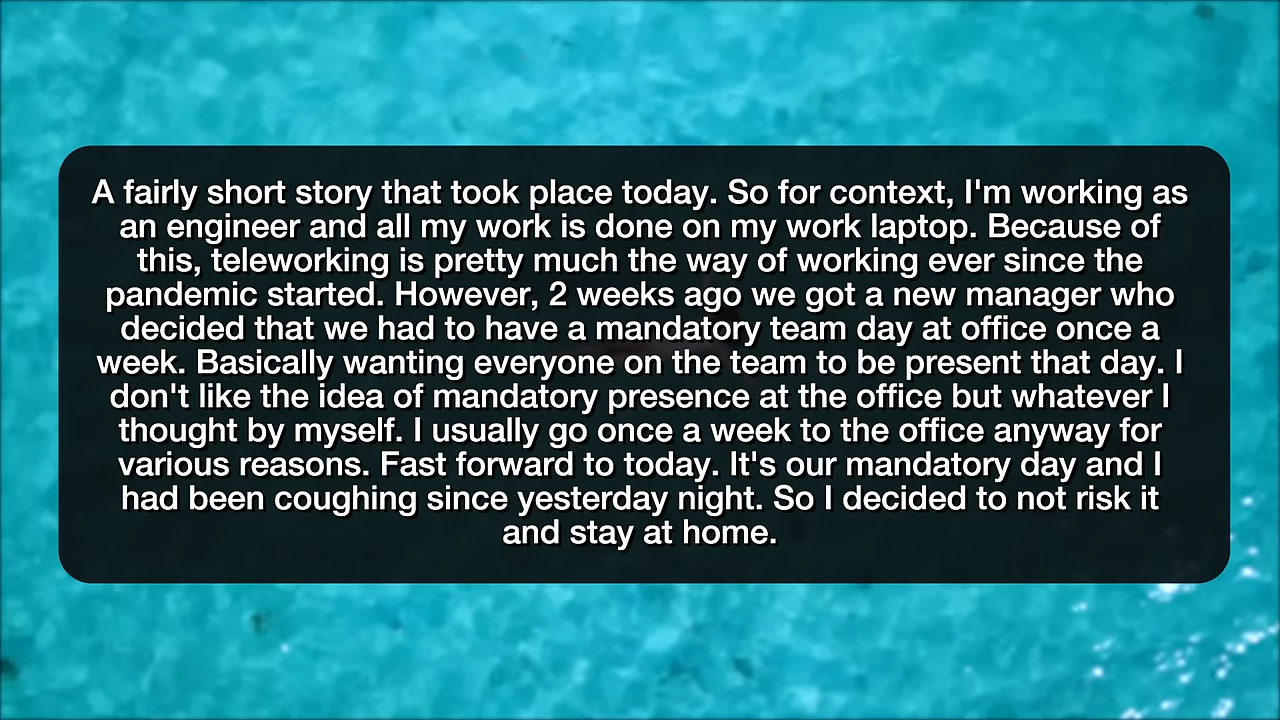 A fairly short story that took place today. So for context, I'm working as
an engineer and all my work is done on my work laptop. Because of
this, teleworking is pretty much the way of working ever since the
pandemic started. However, 2 weeks ago we got a new manager who
decided that we had to have a mandatory team day at office once a
week. Basically wanting everyone on the team to be present that day. I
don't like the idea of mandatory presence at the office but whatever I
thought by myself. I usually go once a week to the office anyway for
various reasons. Fast forward to today. It's our mandatory day and I
had been coughing since yesterday night. So I decided to not risk it
and stay at home.